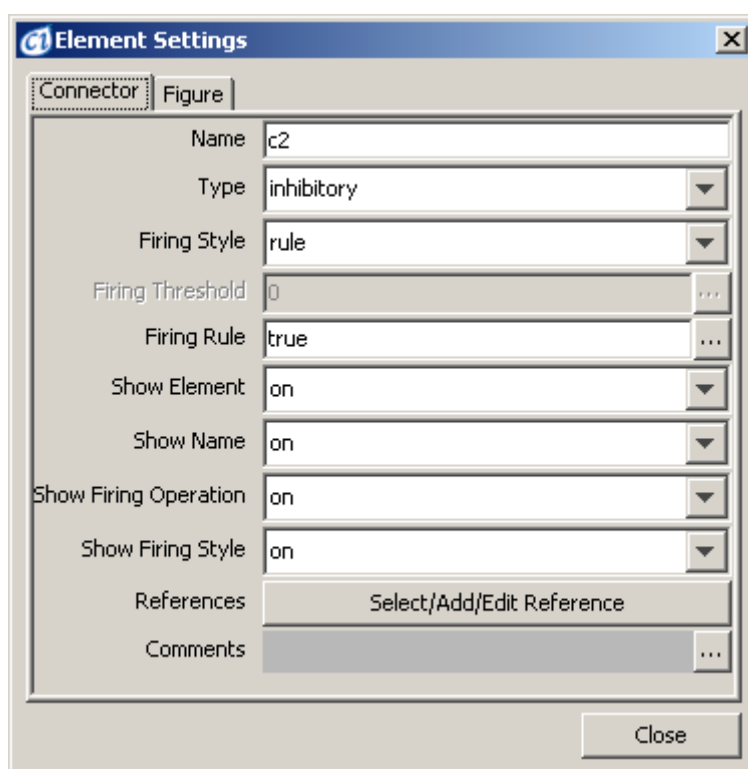 Element Settings
Connector Figure
Name c2
Type inhibitory
Firing Style rule
Firing Threshold 0 ...
Firing Rule true ...
Show Element on
Show Name on
Show Firing Operation on
Show Firing Style on
References Select/Add/Edit Reference
Comments ...
Close